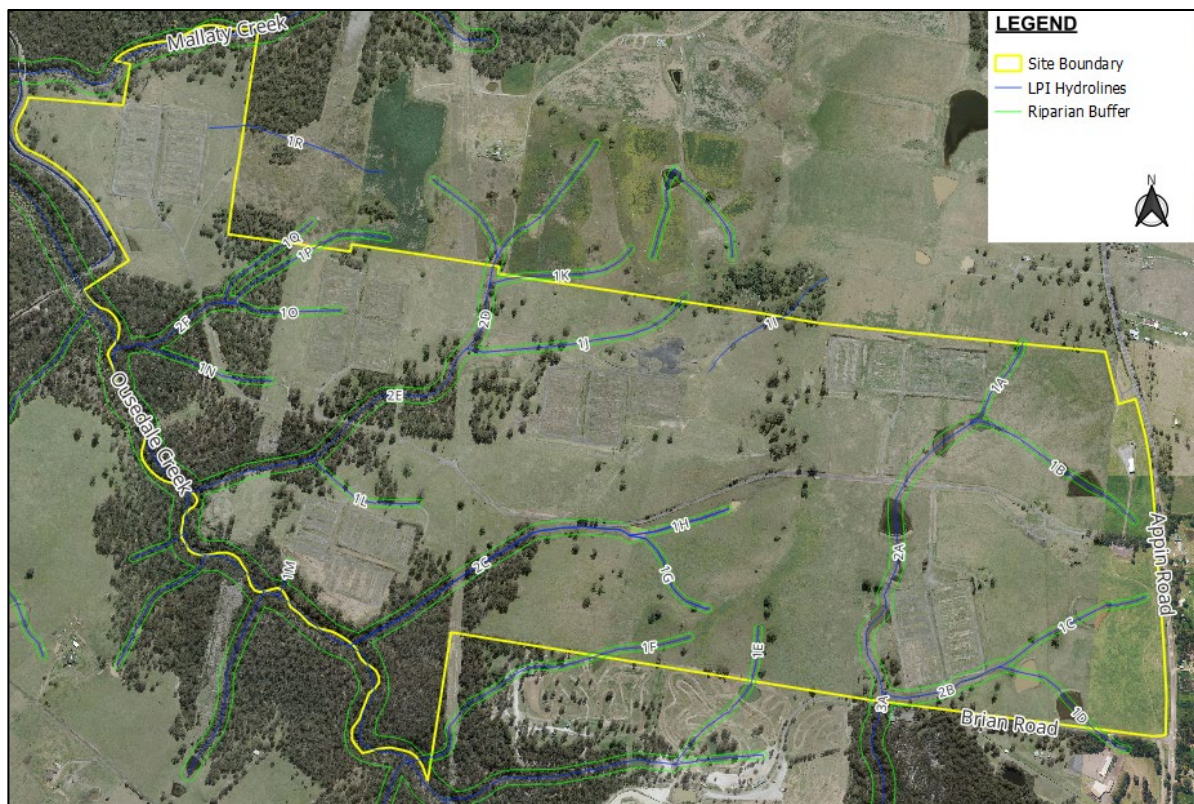 LEGEND
Site Boundary
LPI Hydrolines
Riparian Buffer
N
Mallaty Creek
1R
1Q
1P
1K
2F
1O
2D
1I
1J
1N
1A
2E
Ousedale Creek
1B
1L
1H
Appin Road
2C
2A
1M
1G
1C
1F
1E
2B
3A
1D
Brian Road